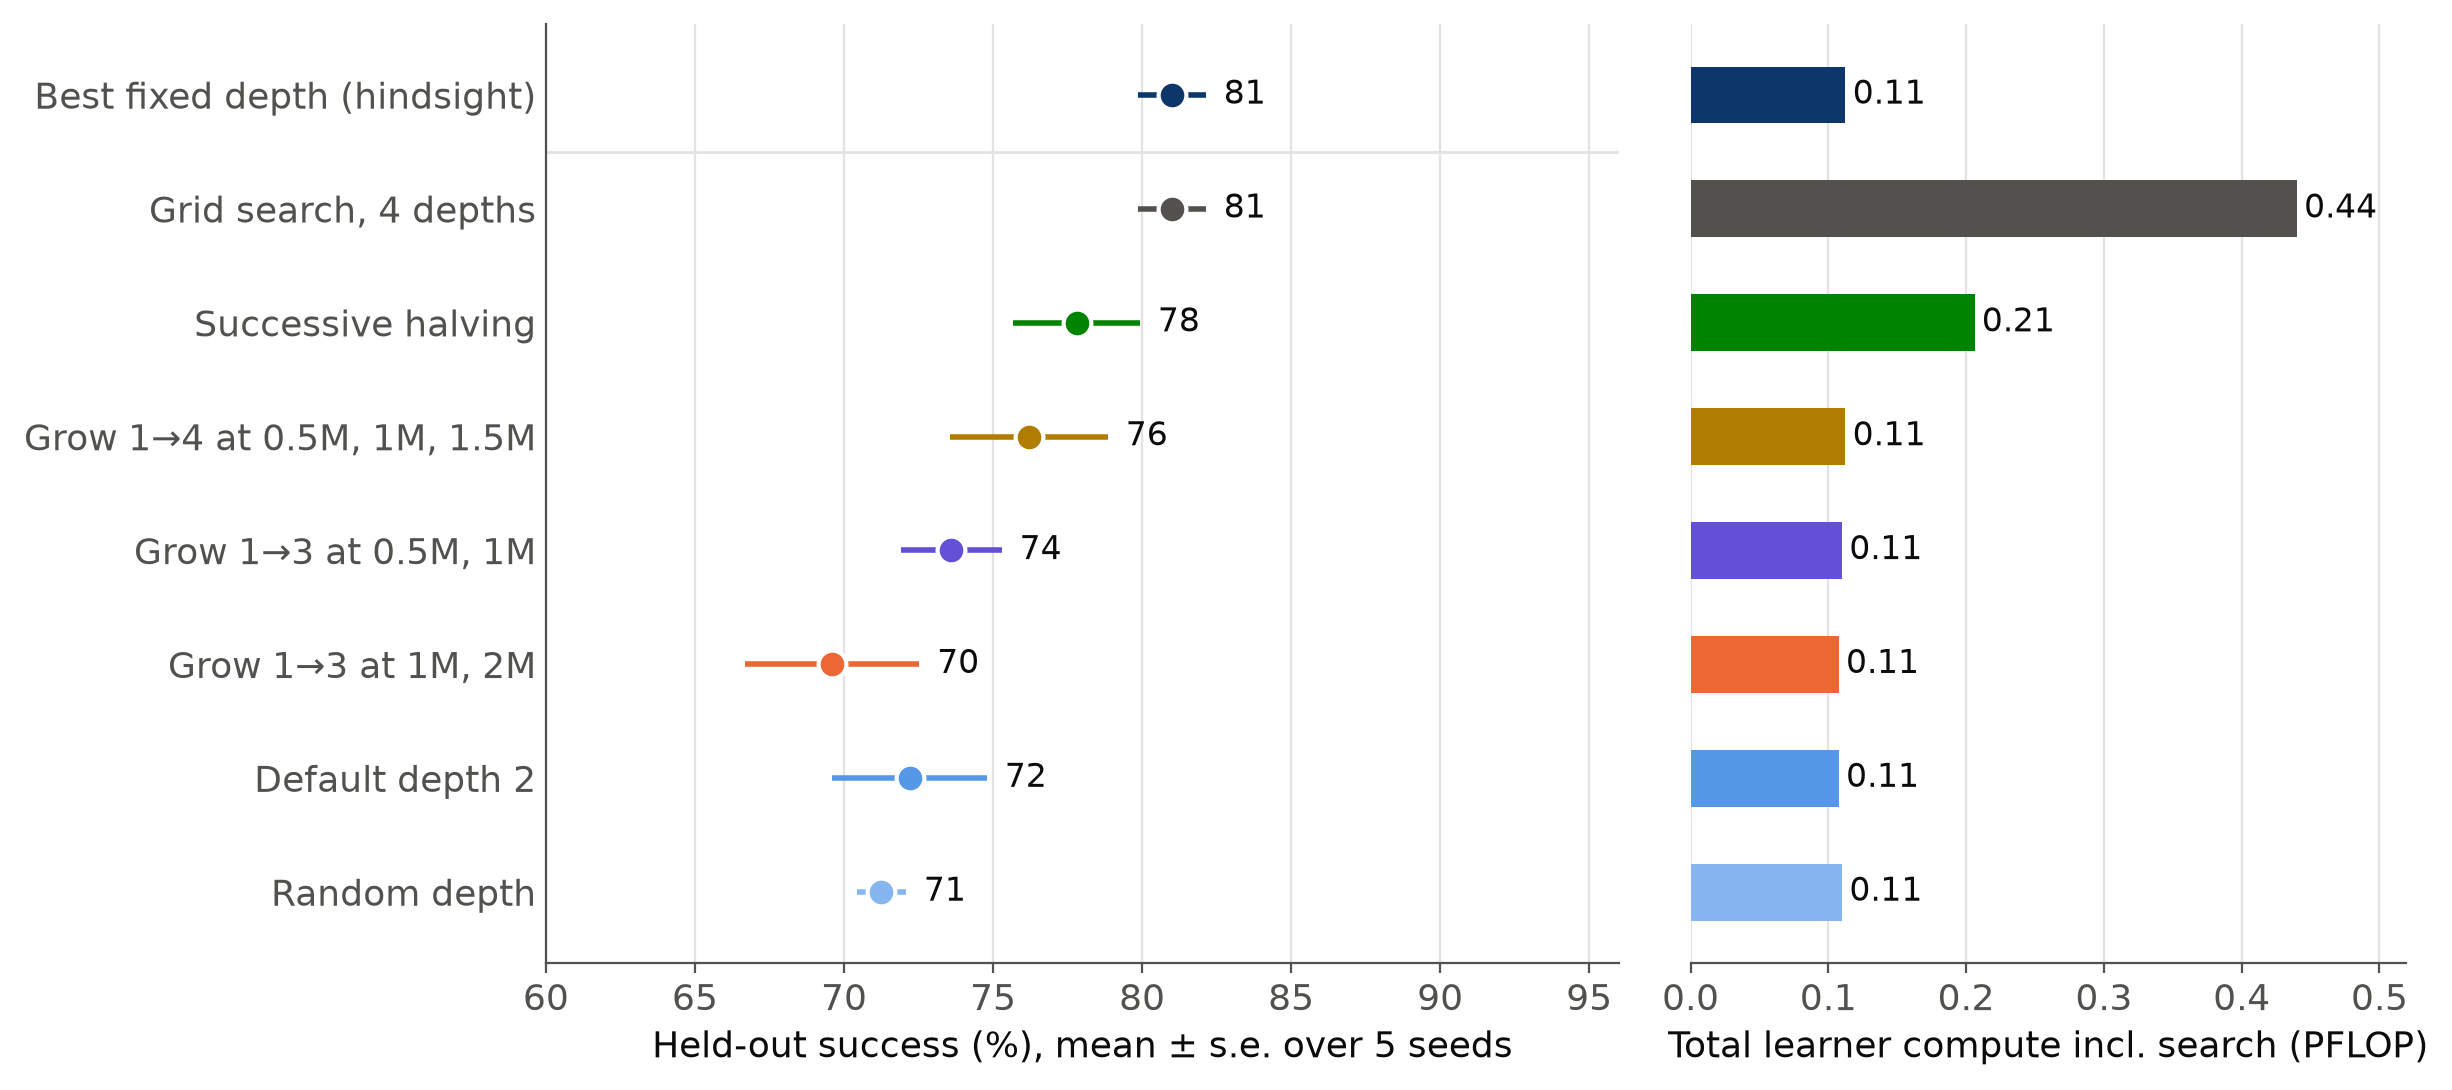 Best fixed depth (hindsight) 81 0.11
Grid search, 4 depths 81 0.44
Successive halving 78 0.21
Grow 1→4 at 0.5M, 1M, 1.5M 76 0.11
Grow 1→3 at 0.5M, 1M 74 0.11
Grow 1→3 at 1M, 2M 70 0.11
Default depth 2 72 0.11
Random depth 71 0.11
60 65 70 75 80 85 90 95 0.0 0.1 0.2 0.3 0.4 0.5
Held-out success (%), mean ± s.e. over 5 seeds Total learner compute incl. search (PFLOP)